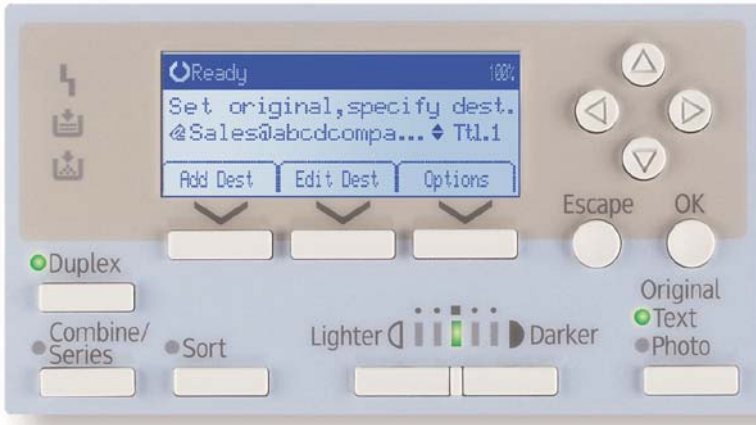 Ready 100%
Set original,specify dest.
@Sales@abcdcompa... Ttl.1
Add Dest Edit Dest Options
Escape OK
Duplex
Original
Text
Combine/
Series
Sort
Lighter Darker
Photo